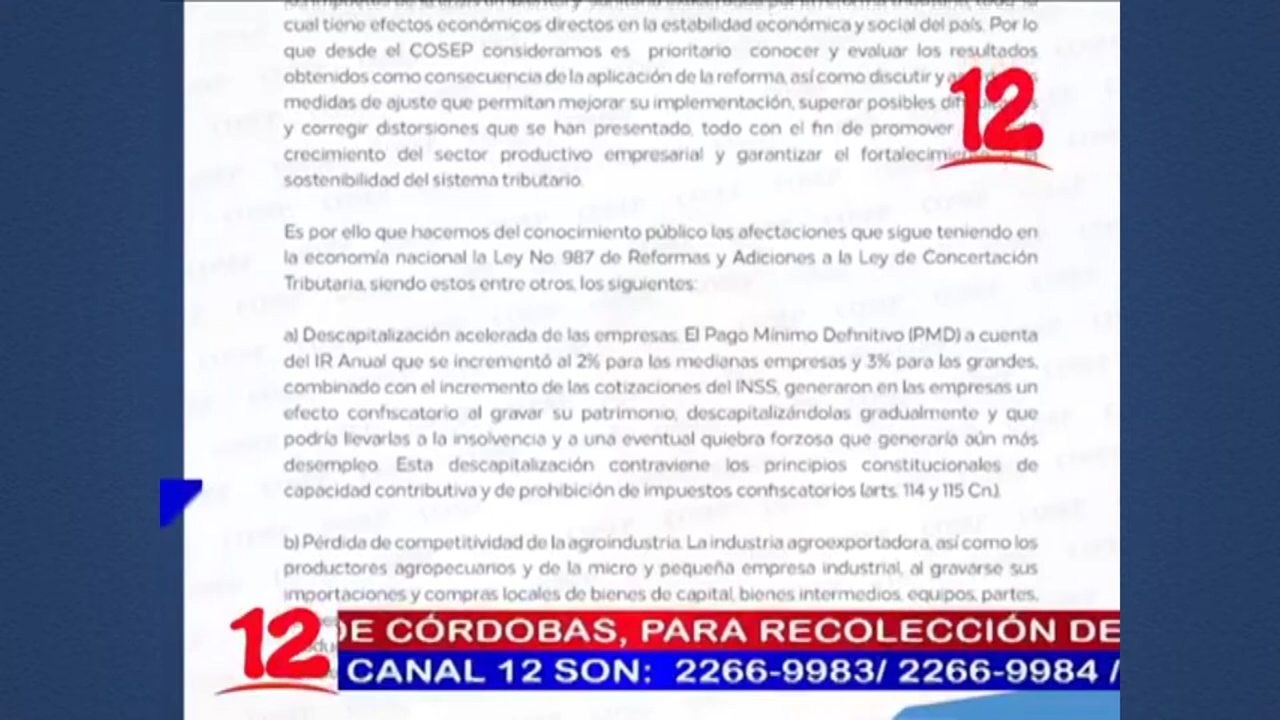 cual tiene efectos económicos directos en la estabilidad económica y social del país. Por lo
que desde el COSEP consideramos es prioritario conocer y evaluar los resultados
obtenidos como consecuencia de la aplicación de la reforma, así como discutir y
medidas de ajuste que permitan mejorar su implementación, superar posibles
y corregir distorsiones que se han presentado, todo con el fin de promover
crecimiento del sector productivo empresarial y garantizar el fortalecimiento y la
sostenibilidad del sistema tributario.
12
Es por ello que hacemos del conocimiento público las afectaciones que sigue teniendo en
la economía nacional la Ley No. 987 de Reformas y Adiciones a la Ley de Concertación
Tributaria, siendo estos entre otros, los siguientes:
a) Descapitalización acelerada de las empresas. El Pago Mínimo Definitivo (PMD) a cuenta
del IR Anual que se incrementó al 2% para las medianas empresas y 3% para las grandes,
combinado con el incremento de las cotizaciones del INSS, generaron en las empresas un
efecto confiscatorio al gravar su patrimonio, descapitalizándolas gradualmente y que
podría llevarlas a la insolvencia y a una eventual quiebra forzosa que generaría aún más
desempleo. Esta descapitalización contraviene los principios constitucionales de
capacidad contributiva y de prohibición de impuestos confiscatorios (arts. 114 y 115 Cn).
b) Pérdida de competitividad de la agroindustria. La industria agroexportadora, así como los
productores agropecuarios y de la micro y pequeña empresa industrial, al gravarse sus
importaciones y compras locales de bienes de capital, bienes intermedios, equipos, partes,
12
DE CÓRDOBAS, PARA RECOLECCIÓN DE
CANAL 12 SON: 2266-9983/ 2266-9984 /